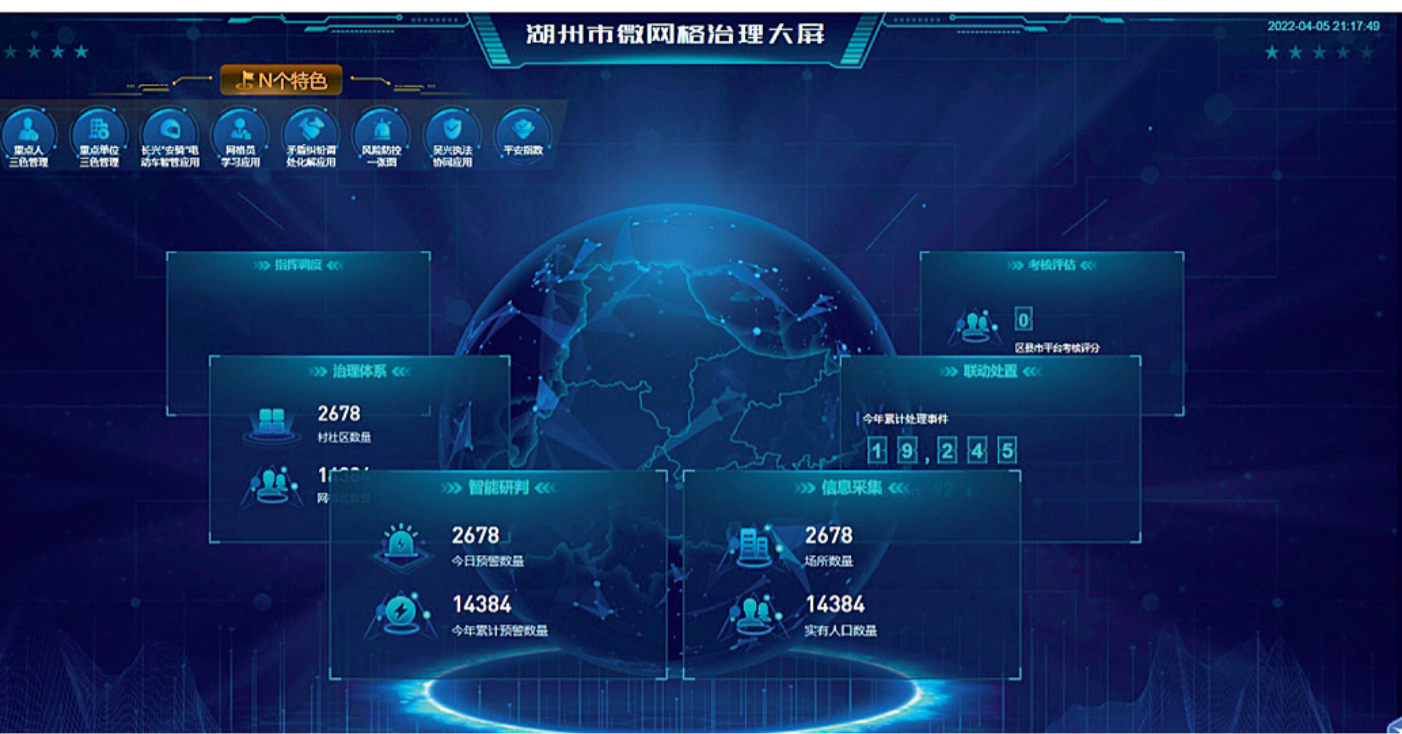 湖州市微网格治理大屏
2022-04-05 21:17:49
N个特色
重点人
三色管理
重点单位
三色管理
长兴“安骑”电
动车智管应用
网格员
学习应用
矛盾纠纷调
处化解应用
风险防控
一张图
吴兴执法
协同应用
平安指数
指挥调度
考核评估
0
区县市平台考核评分
治理体系
2678
村社区数量
联动处置
今年累计处理事件
19,245
智能研判
2678
今日预警数量
14384
今年累计预警数量
信息采集
2678
场所数量
14384
实有人口数量